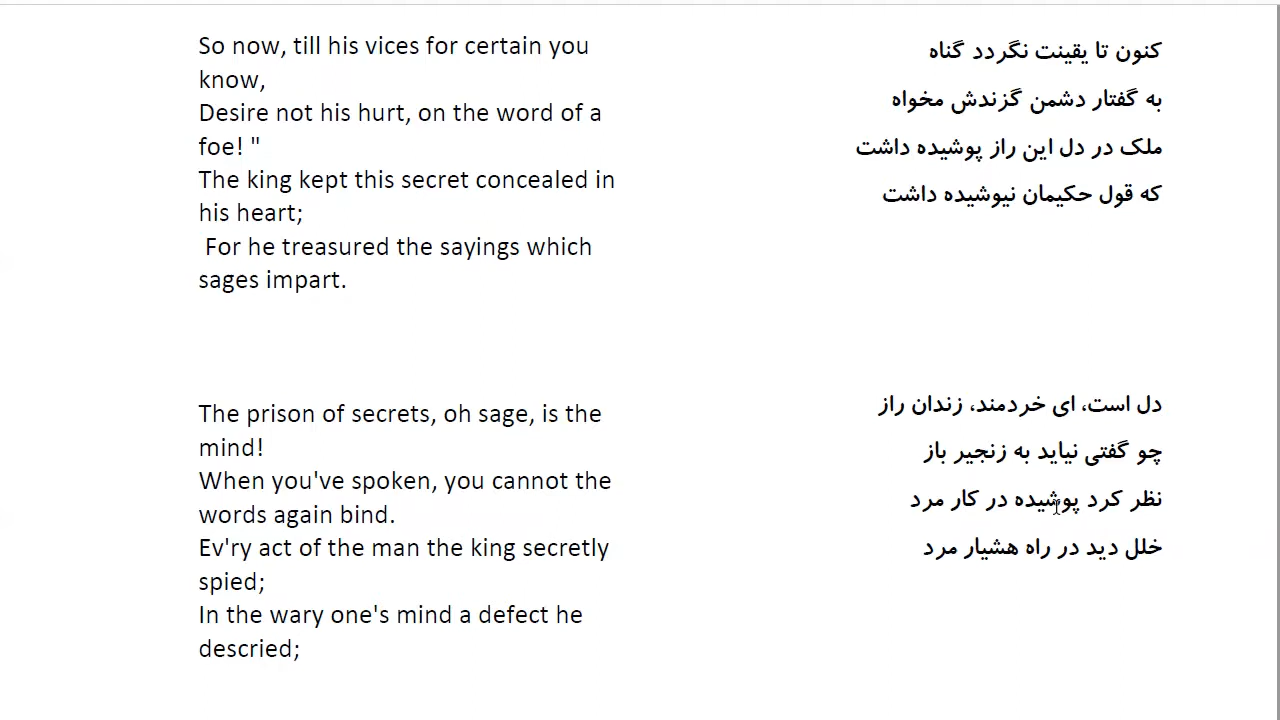 So now, till his vices for certain you
know,
Desire not his hurt, on the word of a
foe! "
The king kept this secret concealed in
his heart;
For he treasured the sayings which
sages impart.
کنون تا یقینت نگردد گناه
به گفتار دشمن گزندش مخواه
ملک در دل این راز پوشیده داشت
که قول حکیمان نیوشیده داشت
The prison of secrets, oh sage, is the
mind!
When you've spoken, you cannot the
words again bind.
Ev'ry act of the man the king secretly
spied;
In the wary one's mind a defect he
descried;
دل است، ای خردمند، زندان راز
چو گفتی نیاید به زنجیر باز
نظر کرد پوشیده در کار مرد
خلل دید در راه هشیار مرد